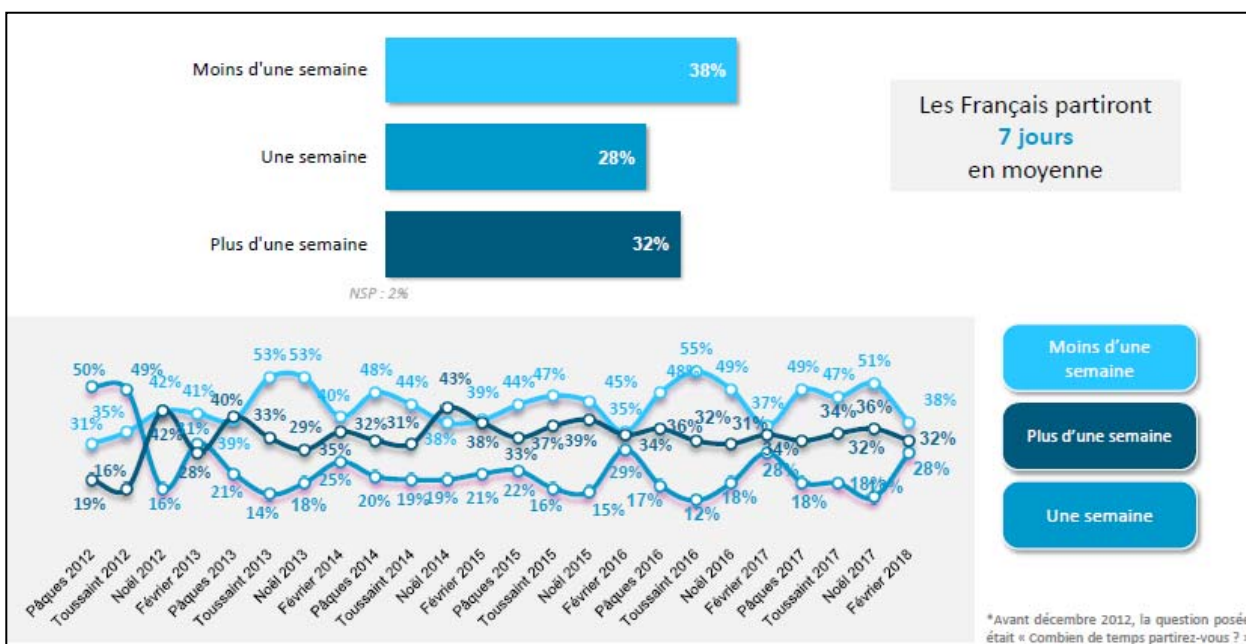 Moins d'une semaine
38%
Une semaine
28%
Plus d'une semaine
32%
NSP : 2%
Les Français partiront
7 jours
en moyenne
31%
35%
42%
41%
39%
53%
53%
40%
48%
44%
38%
39%
44%
47%
45%
35%
48%
55%
49%
37%
49%
47%
51%
38%
19%
16%
42%
28%
40%
33%
29%
35%
32%
31%
43%
38%
33%
37%
39%
34%
36%
32%
31%
34%
34%
32%
36%
32%
50%
49%
16%
31%
21%
14%
18%
25%
20%
19%
19%
21%
22%
16%
15%
29%
17%
12%
18%
28%
18%
18%
28%
Pâques 2012
Toussaint 2012
Noël 2012
Février 2013
Pâques 2013
Toussaint 2013
Noël 2013
Février 2014
Pâques 2014
Toussaint 2014
Noël 2014
Février 2015
Pâques 2015
Toussaint 2015
Noël 2015
Février 2016
Pâques 2016
Toussaint 2016
Noël 2016
Février 2017
Pâques 2017
Toussaint 2017
Noël 2017
Février 2018
Moins d’une
semaine
Plus d’une semaine
Une semaine
*Avant décembre 2012, la question posée
était « Combien de temps partirez-vous ? »